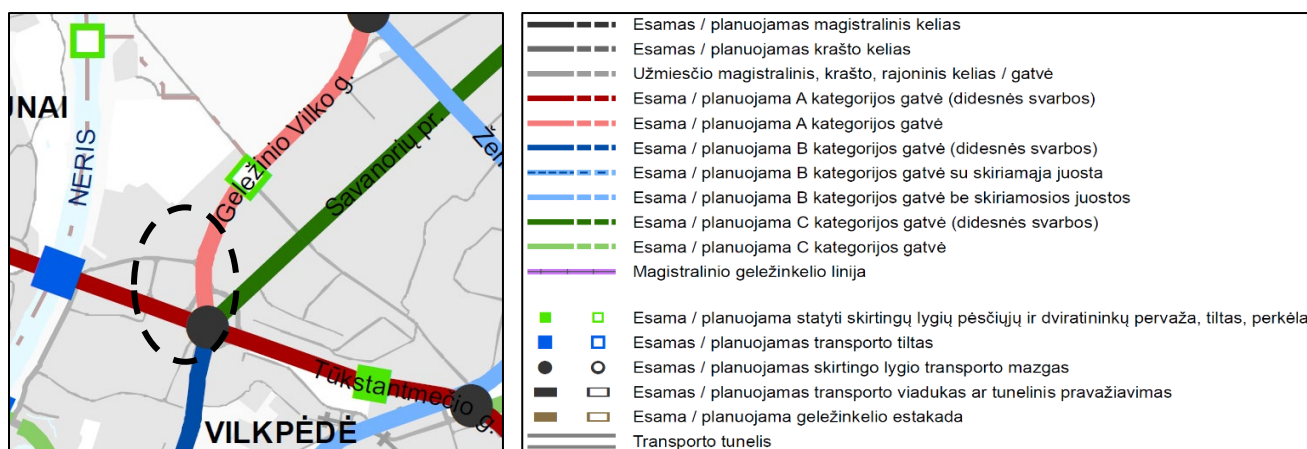 JNAI
NERIS
Geležinio Vilko g.
Savanorių pr.
Žem
Tūkstantmečio g.
VILKPĖDĖ
Esamas / planuojamas magistralinis kelias
Esamas / planuojamas krašto kelias
Užmiesčio magistralinis, krašto, rajoninis kelias / gatvė
Esama / planuojama A kategorijos gatvė (didesnės svarbos)
Esama / planuojama A kategorijos gatvė
Esama / planuojama B kategorijos gatvė (didesnės svarbos)
Esama / planuojama B kategorijos gatvė su skiriamąja juosta
Esama / planuojama B kategorijos gatvė be skiriamosios juostos
Esama / planuojama C kategorijos gatvė (didesnės svarbos)
Esama / planuojama C kategorijos gatvė
Magistralinio geležinkelio linija
Esama / planuojama statyti skirtingų lygių pėsčiųjų ir dviratininkų pervaža, tiltas, perkėla
Esamas / planuojamas transporto tiltas
Esamas / planuojamas skirtingo lygio transporto mazgas
Esamas / planuojamas transporto viadukas ar tunelinis pravažiavimas
Esama / planuojama geležinkelio estakada
Transporto tunelis